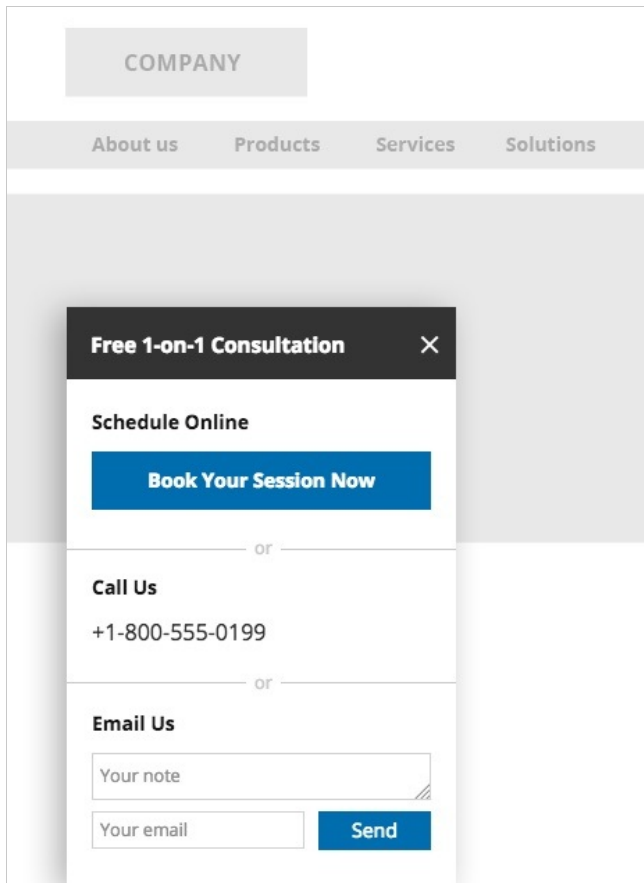 COMPANY
About us Products Services Solutions
Free 1-on-1 Consultation
Schedule Online
Book Your Session Now
or
Call Us
+1-800-555-0199
or
Email Us
Your note
Your email Send